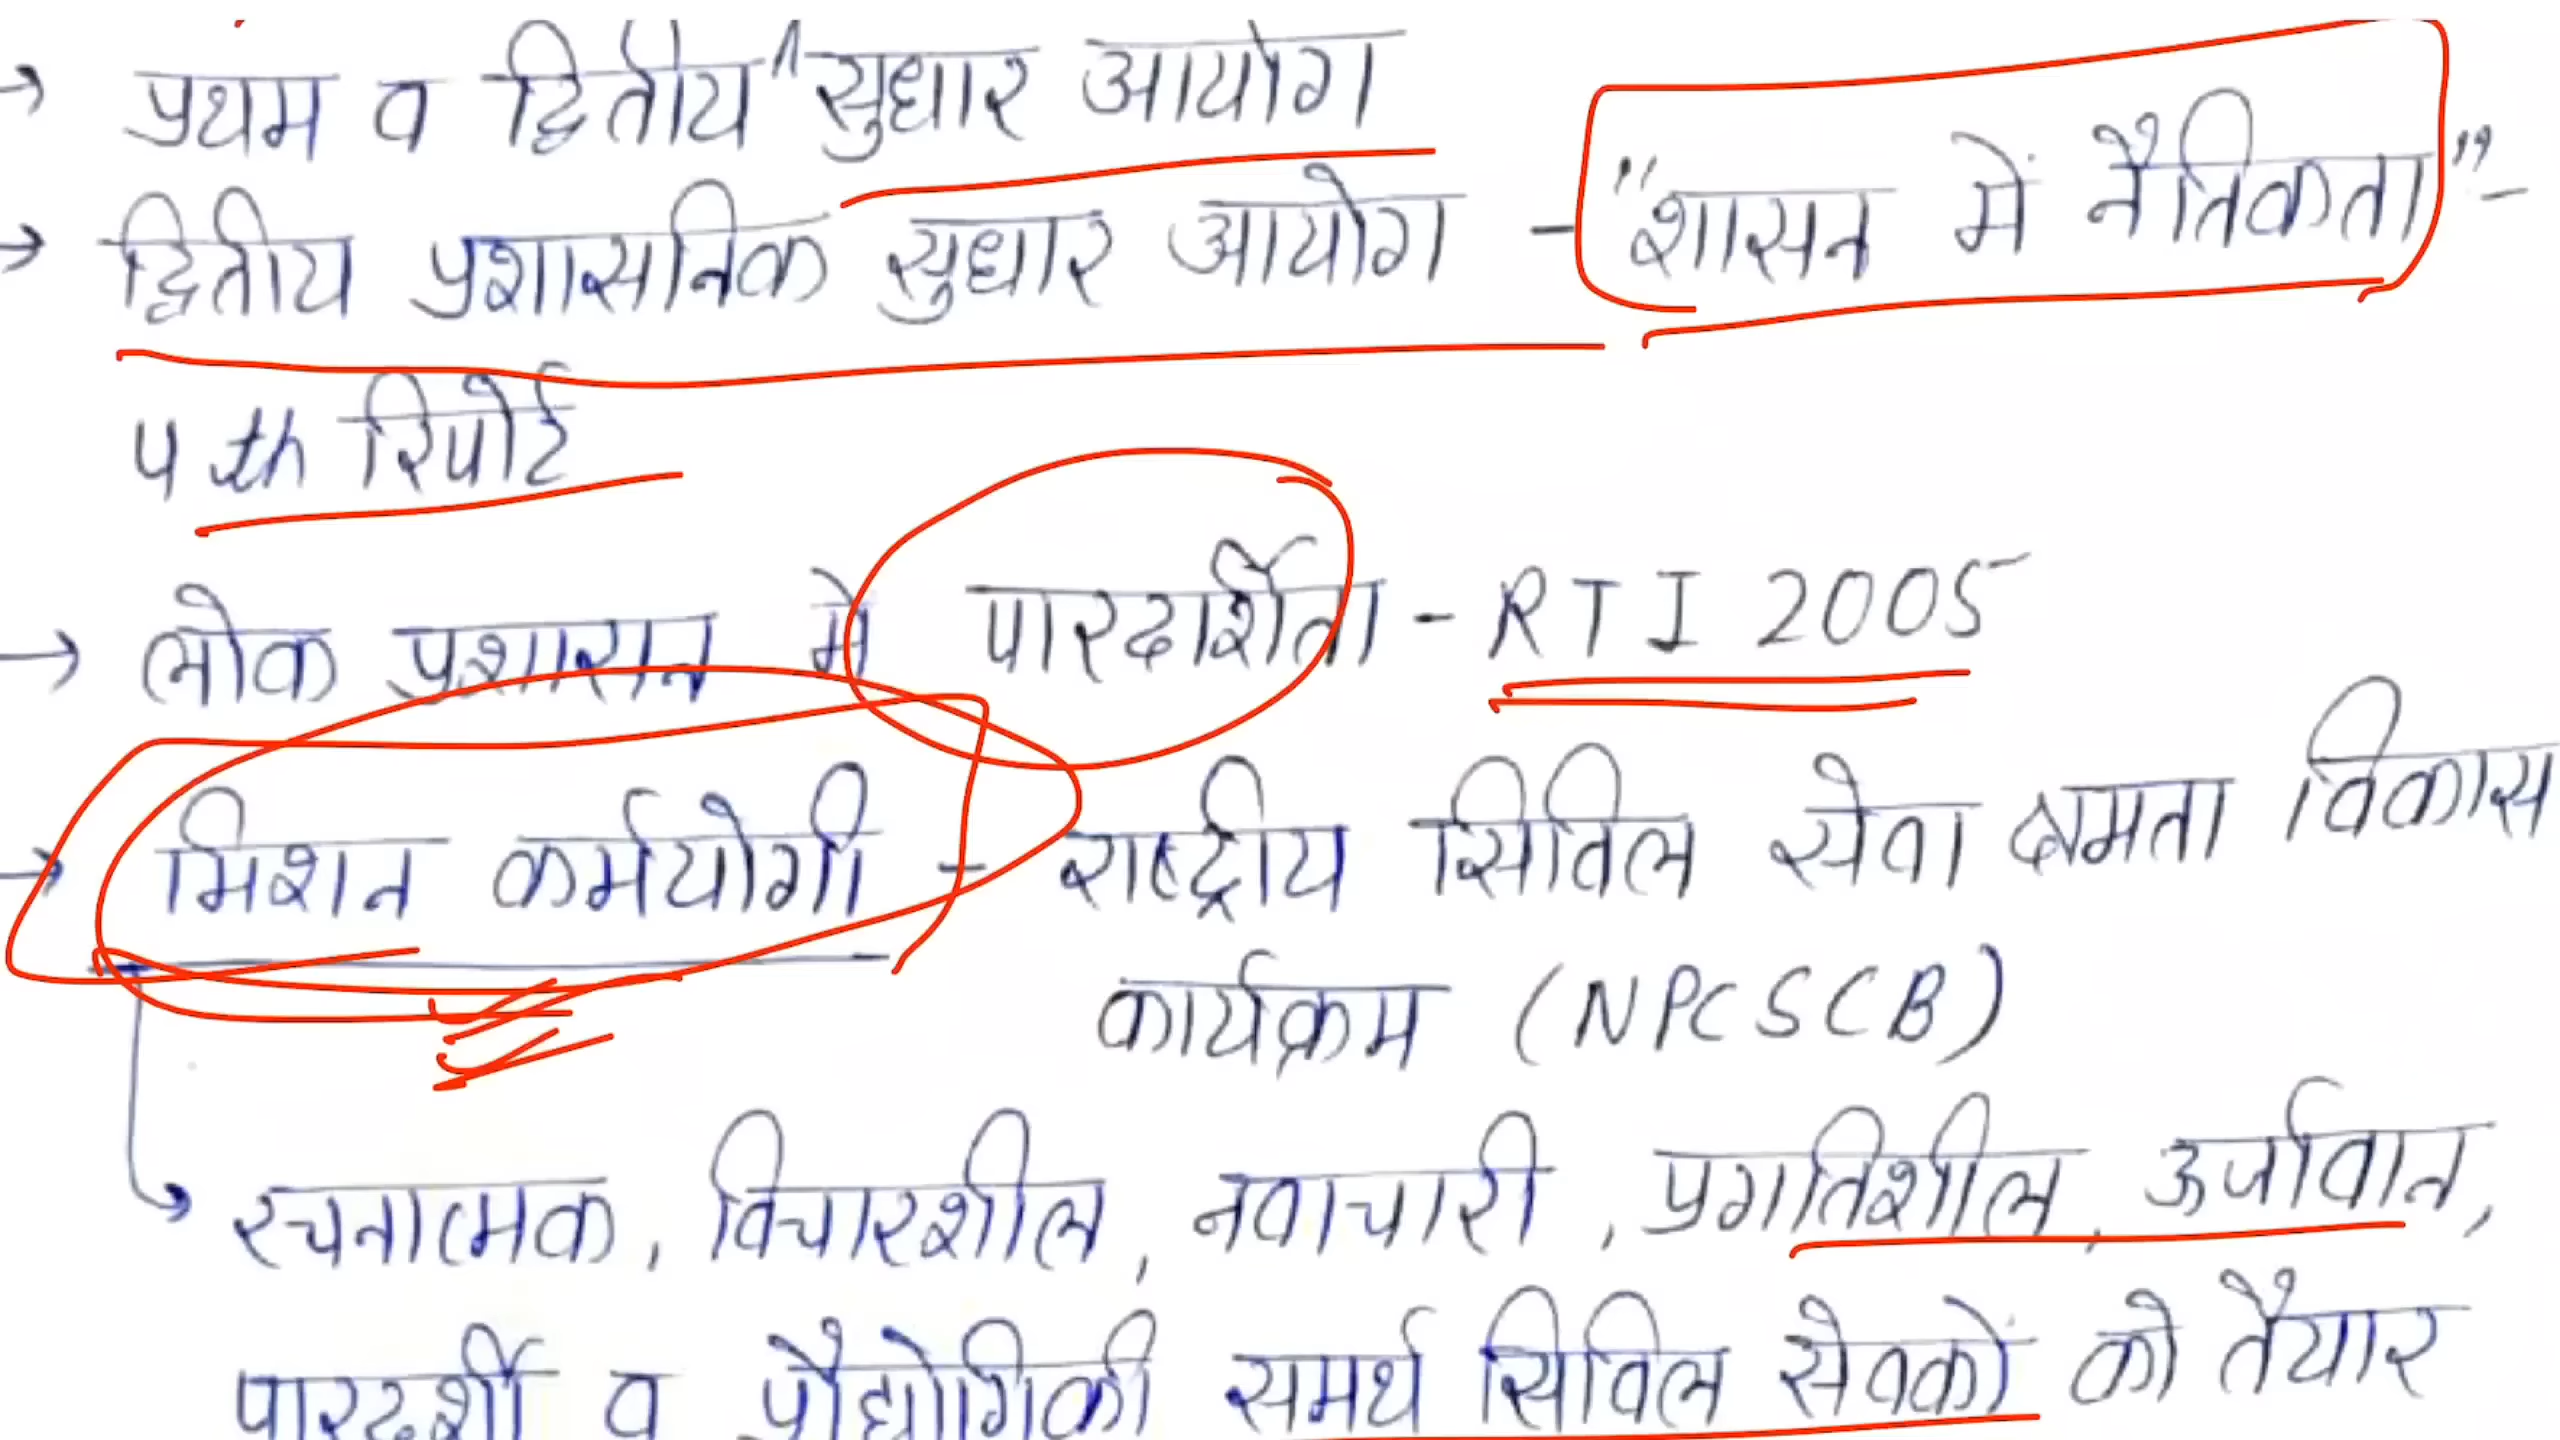 → प्रथम व द्वितीय ^ सुधार आयोग
→ द्वितीय प्रशासनिक सुधार आयोग - "शासन में नैतिकता" -
4 th रिपोर्ट
→ लोक प्रशासन में पारदर्शिता - RTI 2005
→ मिशन कर्मयोगी - राष्ट्रीय सिविल सेवा क्षमता विकास
कार्यक्रम (NPCSCB)
रचनात्मक, विचारशील, नवाचारी, प्रगतिशील, ऊर्जावान,
पारदर्शी व प्रौद्योगिकी समर्थ सिविल सेवकों को तैयार